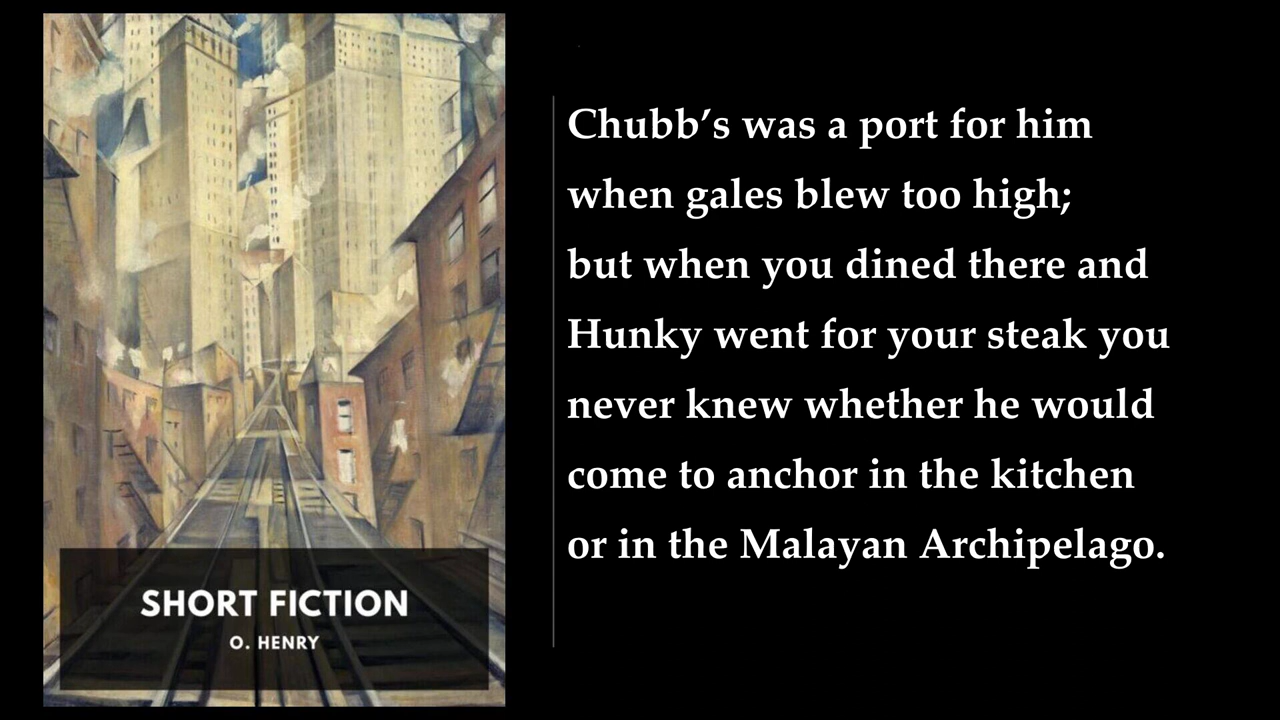 Chubb’s was a port for him
when gales blew too high;
but when you dined there and
Hunky went for your steak you
never knew whether he would
come to anchor in the kitchen
or in the Malayan Archipelago.
SHORT FICTION
O. HENRY